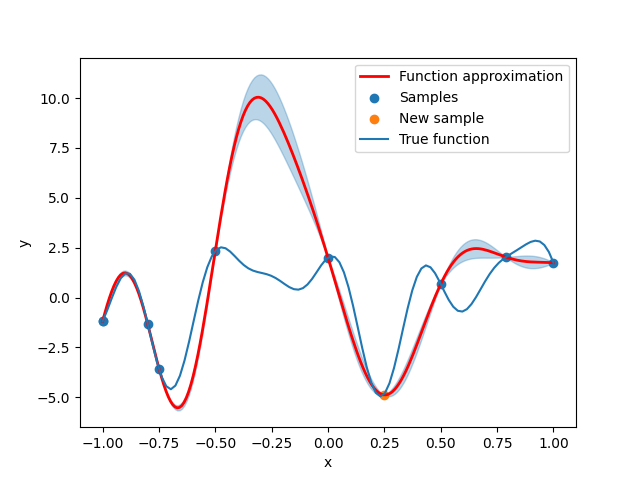 Function approximation
Samples
New sample
True function
10.0
7.5
5.0
2.5
0.0
−2.5
−5.0
y
−1.00 −0.75 −0.50 −0.25 0.00 0.25 0.50 0.75 1.00
x